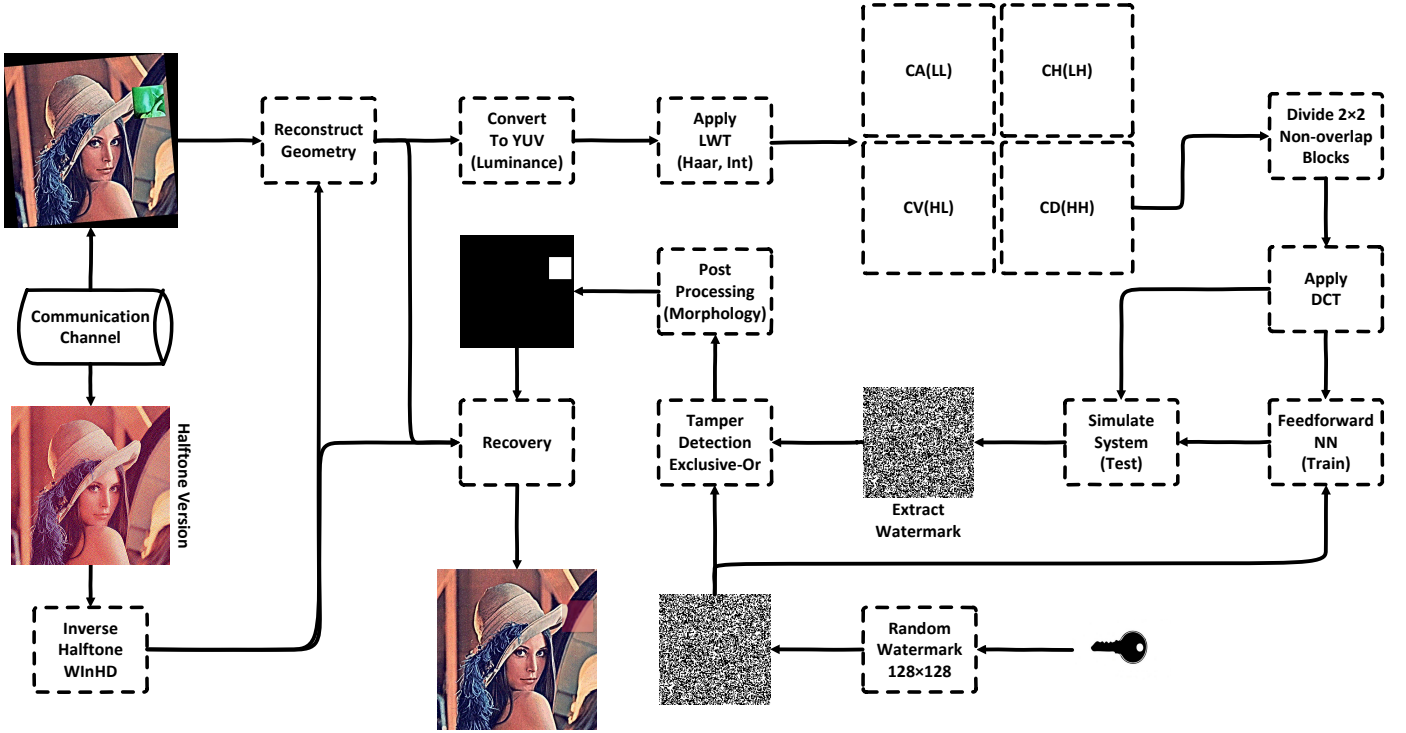 CA(LL)
CH(LH)
Reconstruct
Geometry
Convert
To YUV
(Luminance)
Apply
LWT
(Haar, Int)
Divide 2×2
Non-overlap
Blocks
CV(HL)
CD(HH)
Communication
Channel
Post
Processing
(Morphology)
Apply
DCT
Halftone Version
Recovery
Tamper
Detection
Exclusive-Or
Extract
Watermark
Simulate
System
(Test)
Feedforward
NN
(Train)
Inverse
Halftone
WInHD
Random
Watermark
128×128